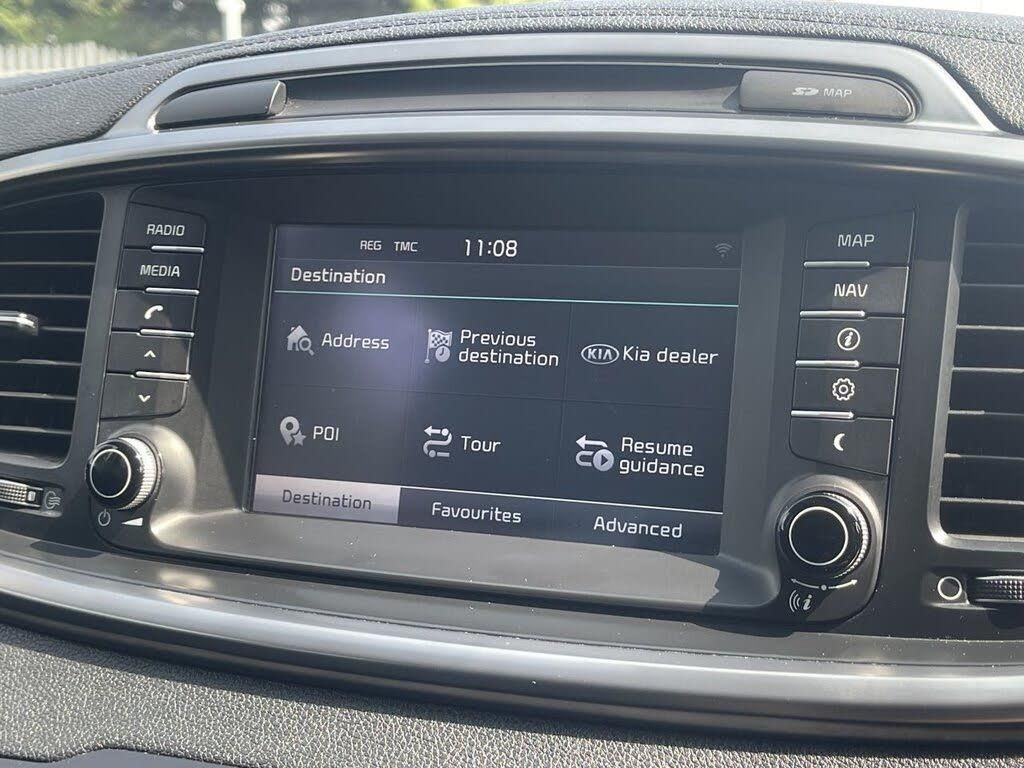 SD MAP
RADIO
MEDIA
REG TMC 11:08
Destination
Address
Previous
destination
KIA Kia dealer
POI
Tour
Resume
guidance
Destination
Favourites
Advanced
MAP
NAV
i
i